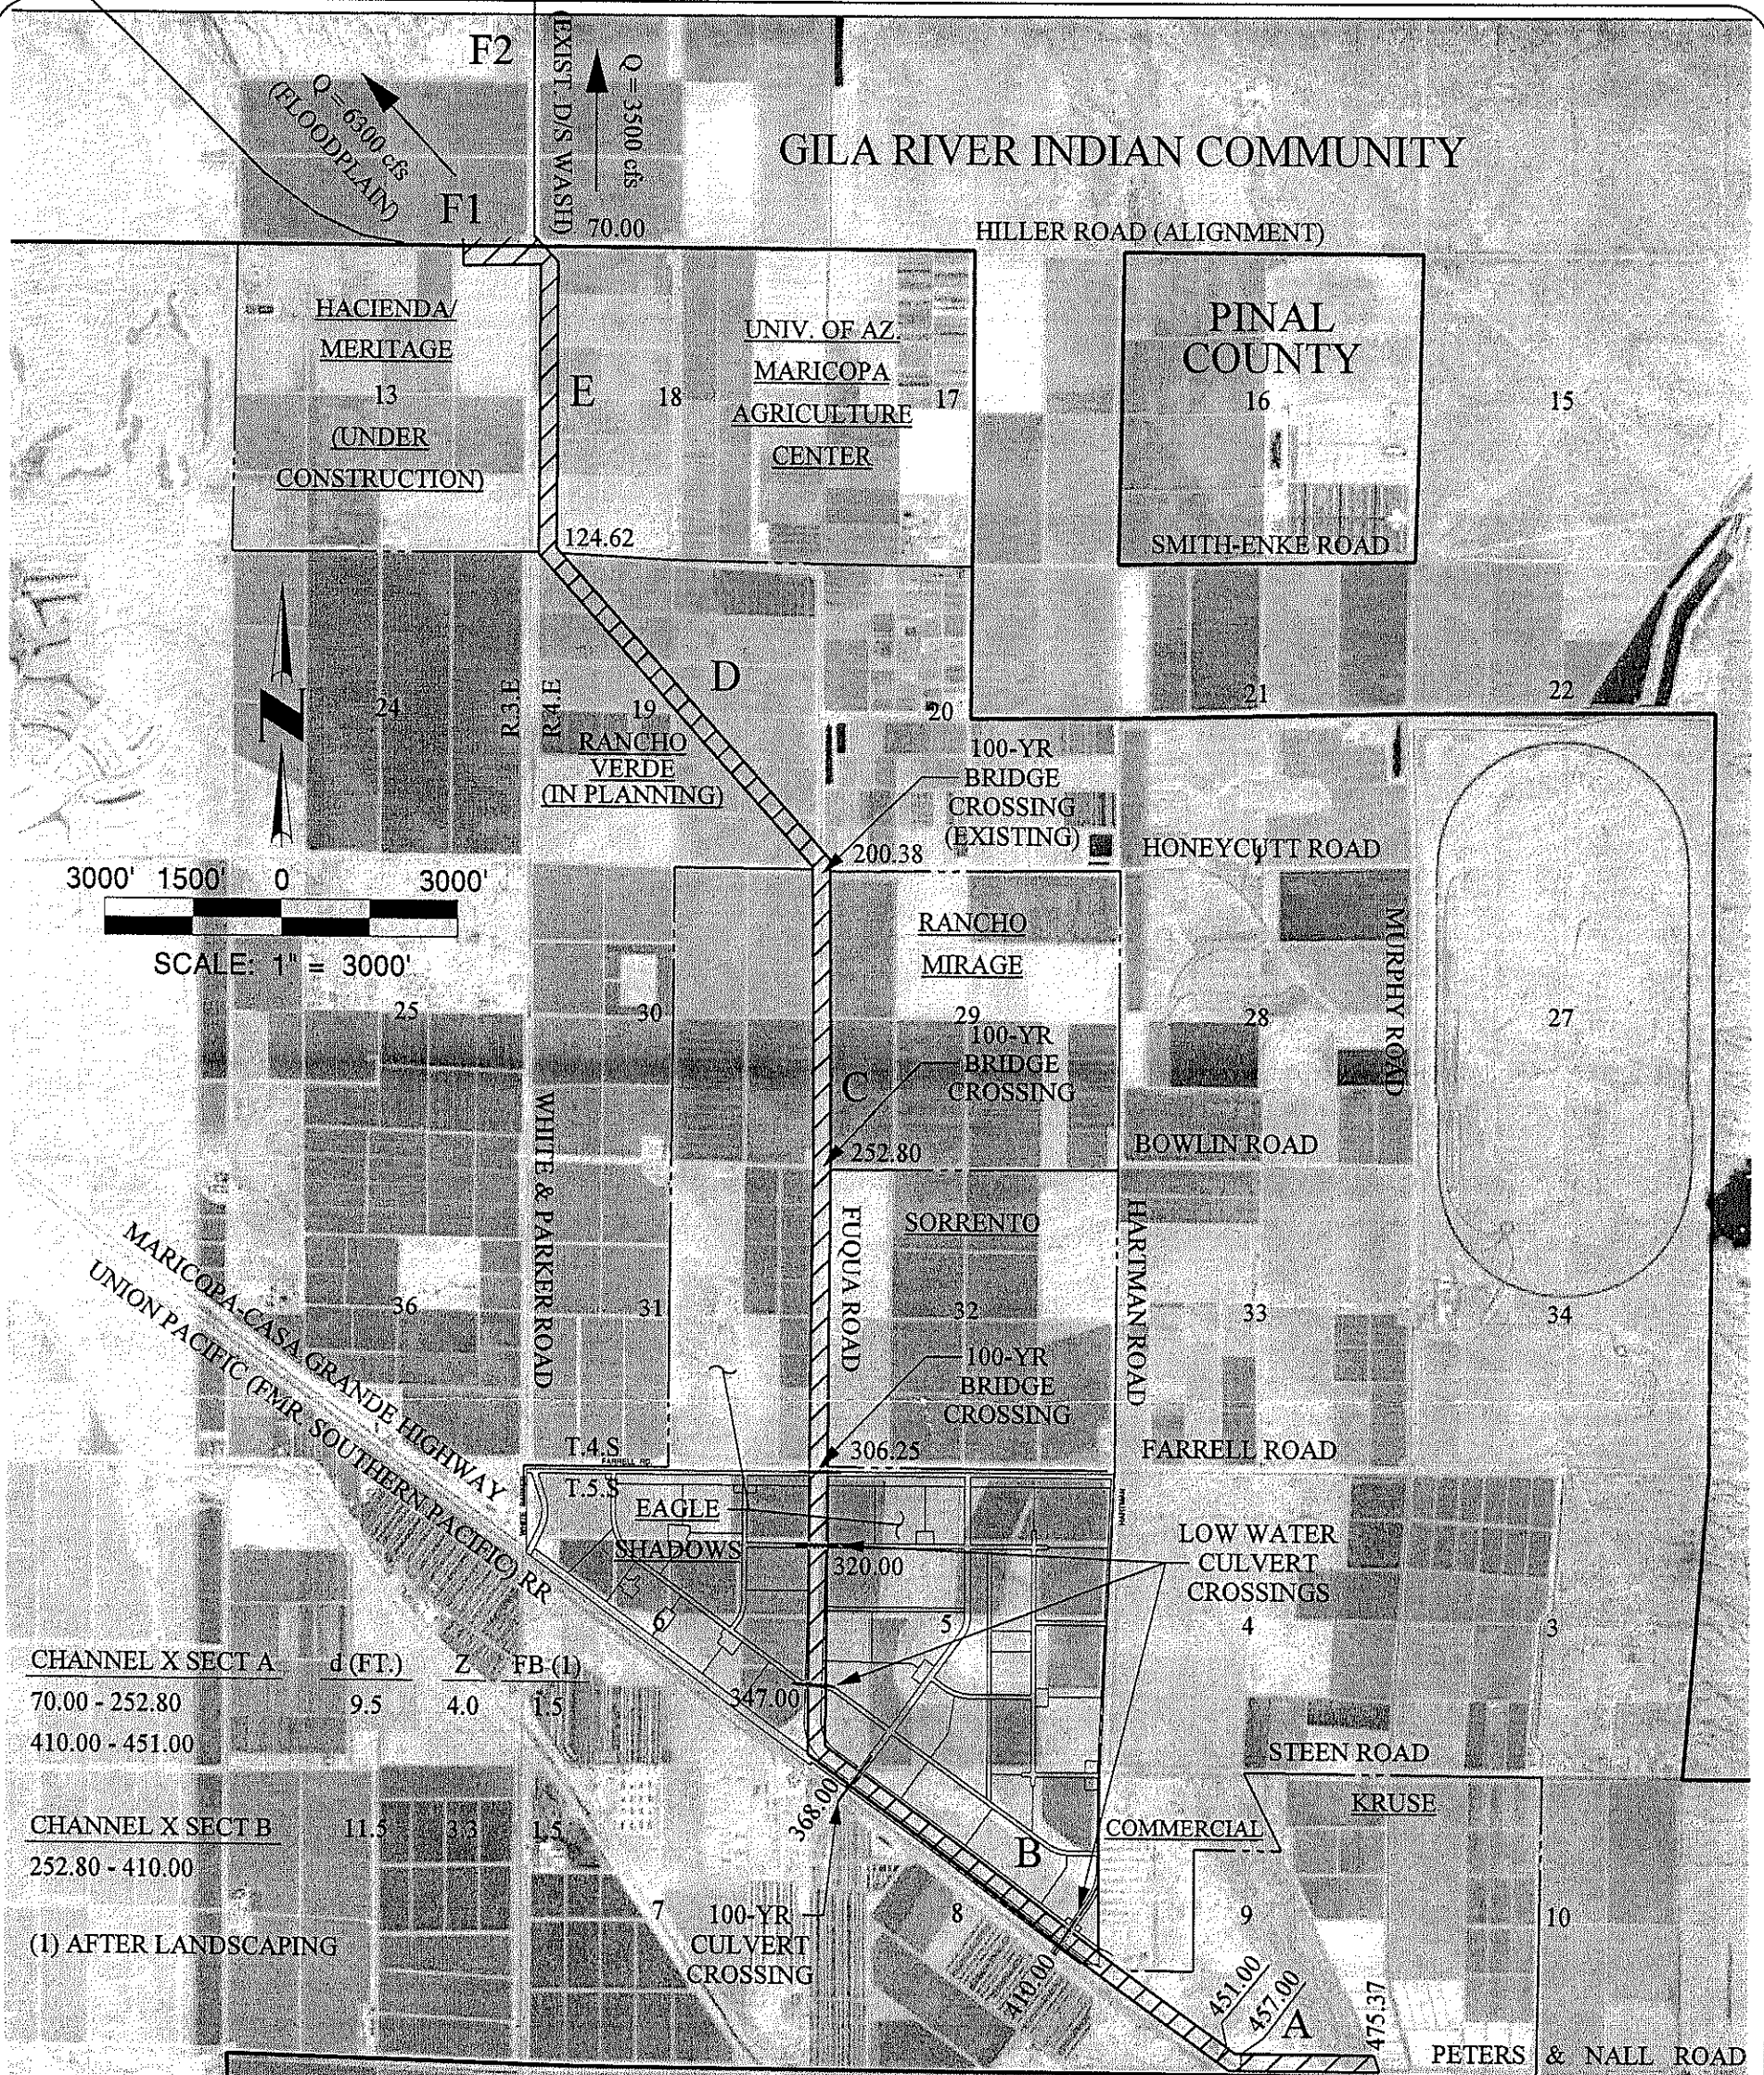 F2
(EXIST. D/S WASH)
Q = 3500 cfs
Q = 6300 cfs
(FLOODPLAIN)
F1
70.00
GILA RIVER INDIAN COMMUNITY
HILLER ROAD (ALIGNMENT)
HACIENDA/
MERITAGE
13
(UNDER
CONSTRUCTION)
E
18
UNIV. OF AZ.
MARICOPA
AGRICULTURE
CENTER
17
PINAL
COUNTY
16
15
124.62
SMITH-ENKE ROAD
D
N
24
R.3.E
R.4.E
19
RANCHO
VERDE
(IN PLANNING)
20
21
22
100-YR
BRIDGE
CROSSING
(EXISTING)
200.38
HONEYCUTT ROAD
3000' 1500' 0 3000'
SCALE: 1" = 3000'
RANCHO
MIRAGE
MURPHY ROAD
25
30
29
28
27
100-YR
BRIDGE
CROSSING
C
252.80
BOWLIN ROAD
WHITE & PARKER ROAD
FUQUA ROAD
SORRENTO
HARTMAN ROAD
MARICOPA-CASA GRANDE HIGHWAY
UNION PACIFIC (FMR. SOUTHERN PACIFIC) RR
36
31
32
33
34
100-YR
BRIDGE
CROSSING
T.4.S
FARRELL RD.
306.25
FARRELL ROAD
T.5.S
EAGLE
SHADOWS
320.00
LOW WATER
CULVERT
CROSSINGS
6
5
4
3
CHANNEL X SECT A d (FT.) Z FB (1)
70.00 - 252.80 9.5 4.0 1.5
410.00 - 451.00
347.00
STEEN ROAD
KRUSE
368.00
CHANNEL X SECT B 11.5 3.3 1.5
252.80 - 410.00
COMMERCIAL
B
7
8
9
10
(1) AFTER LANDSCAPING
100-YR
CULVERT
CROSSING
410.00
451.00
457.00
A
475.37
PETERS & NALL ROAD